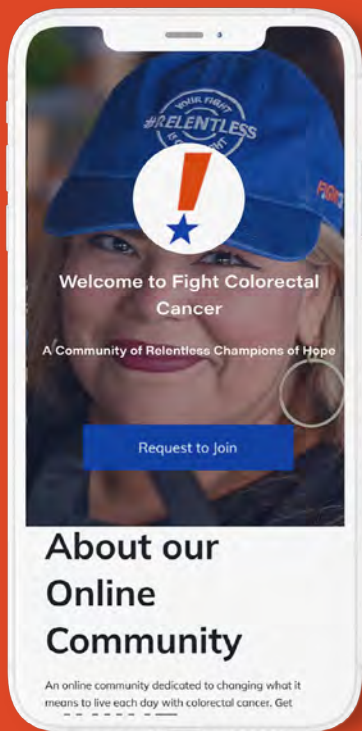 YOUR FIGHT
#RELENTLESS
IS
FIGHT
Welcome to Fight Colorectal
Cancer
A Community of Relentless Champions of Hope
Request to Join
About our
Online
Community
An online community dedicated to changing what it
means to live each day with colorectal cancer. Get